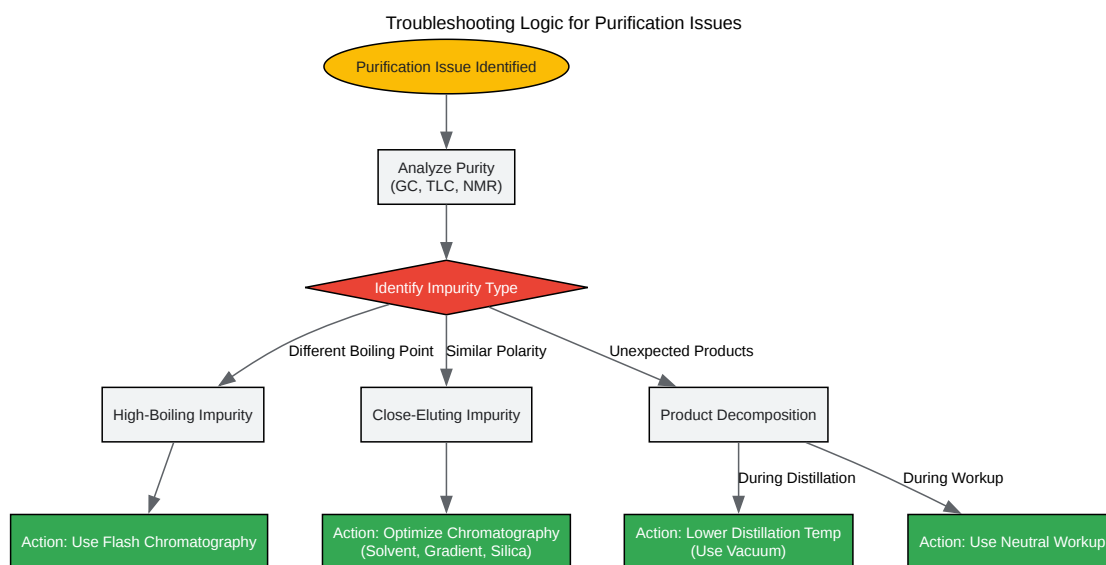 Troubleshooting Logic for Purification Issues
Purification Issue Identified
Analyze Purity
(GC, TLC, NMR)
Identify Impurity Type
Different Boiling Point
Similar Polarity
Unexpected Products
High-Boiling Impurity
Close-Eluting Impurity
Product Decomposition
During Distillation
During Workup
Action: Use Flash Chromatography
Action: Optimize Chromatography
(Solvent, Gradient, Silica)
Action: Lower Distillation Temp
(Use Vacuum)
Action: Use Neutral Workup